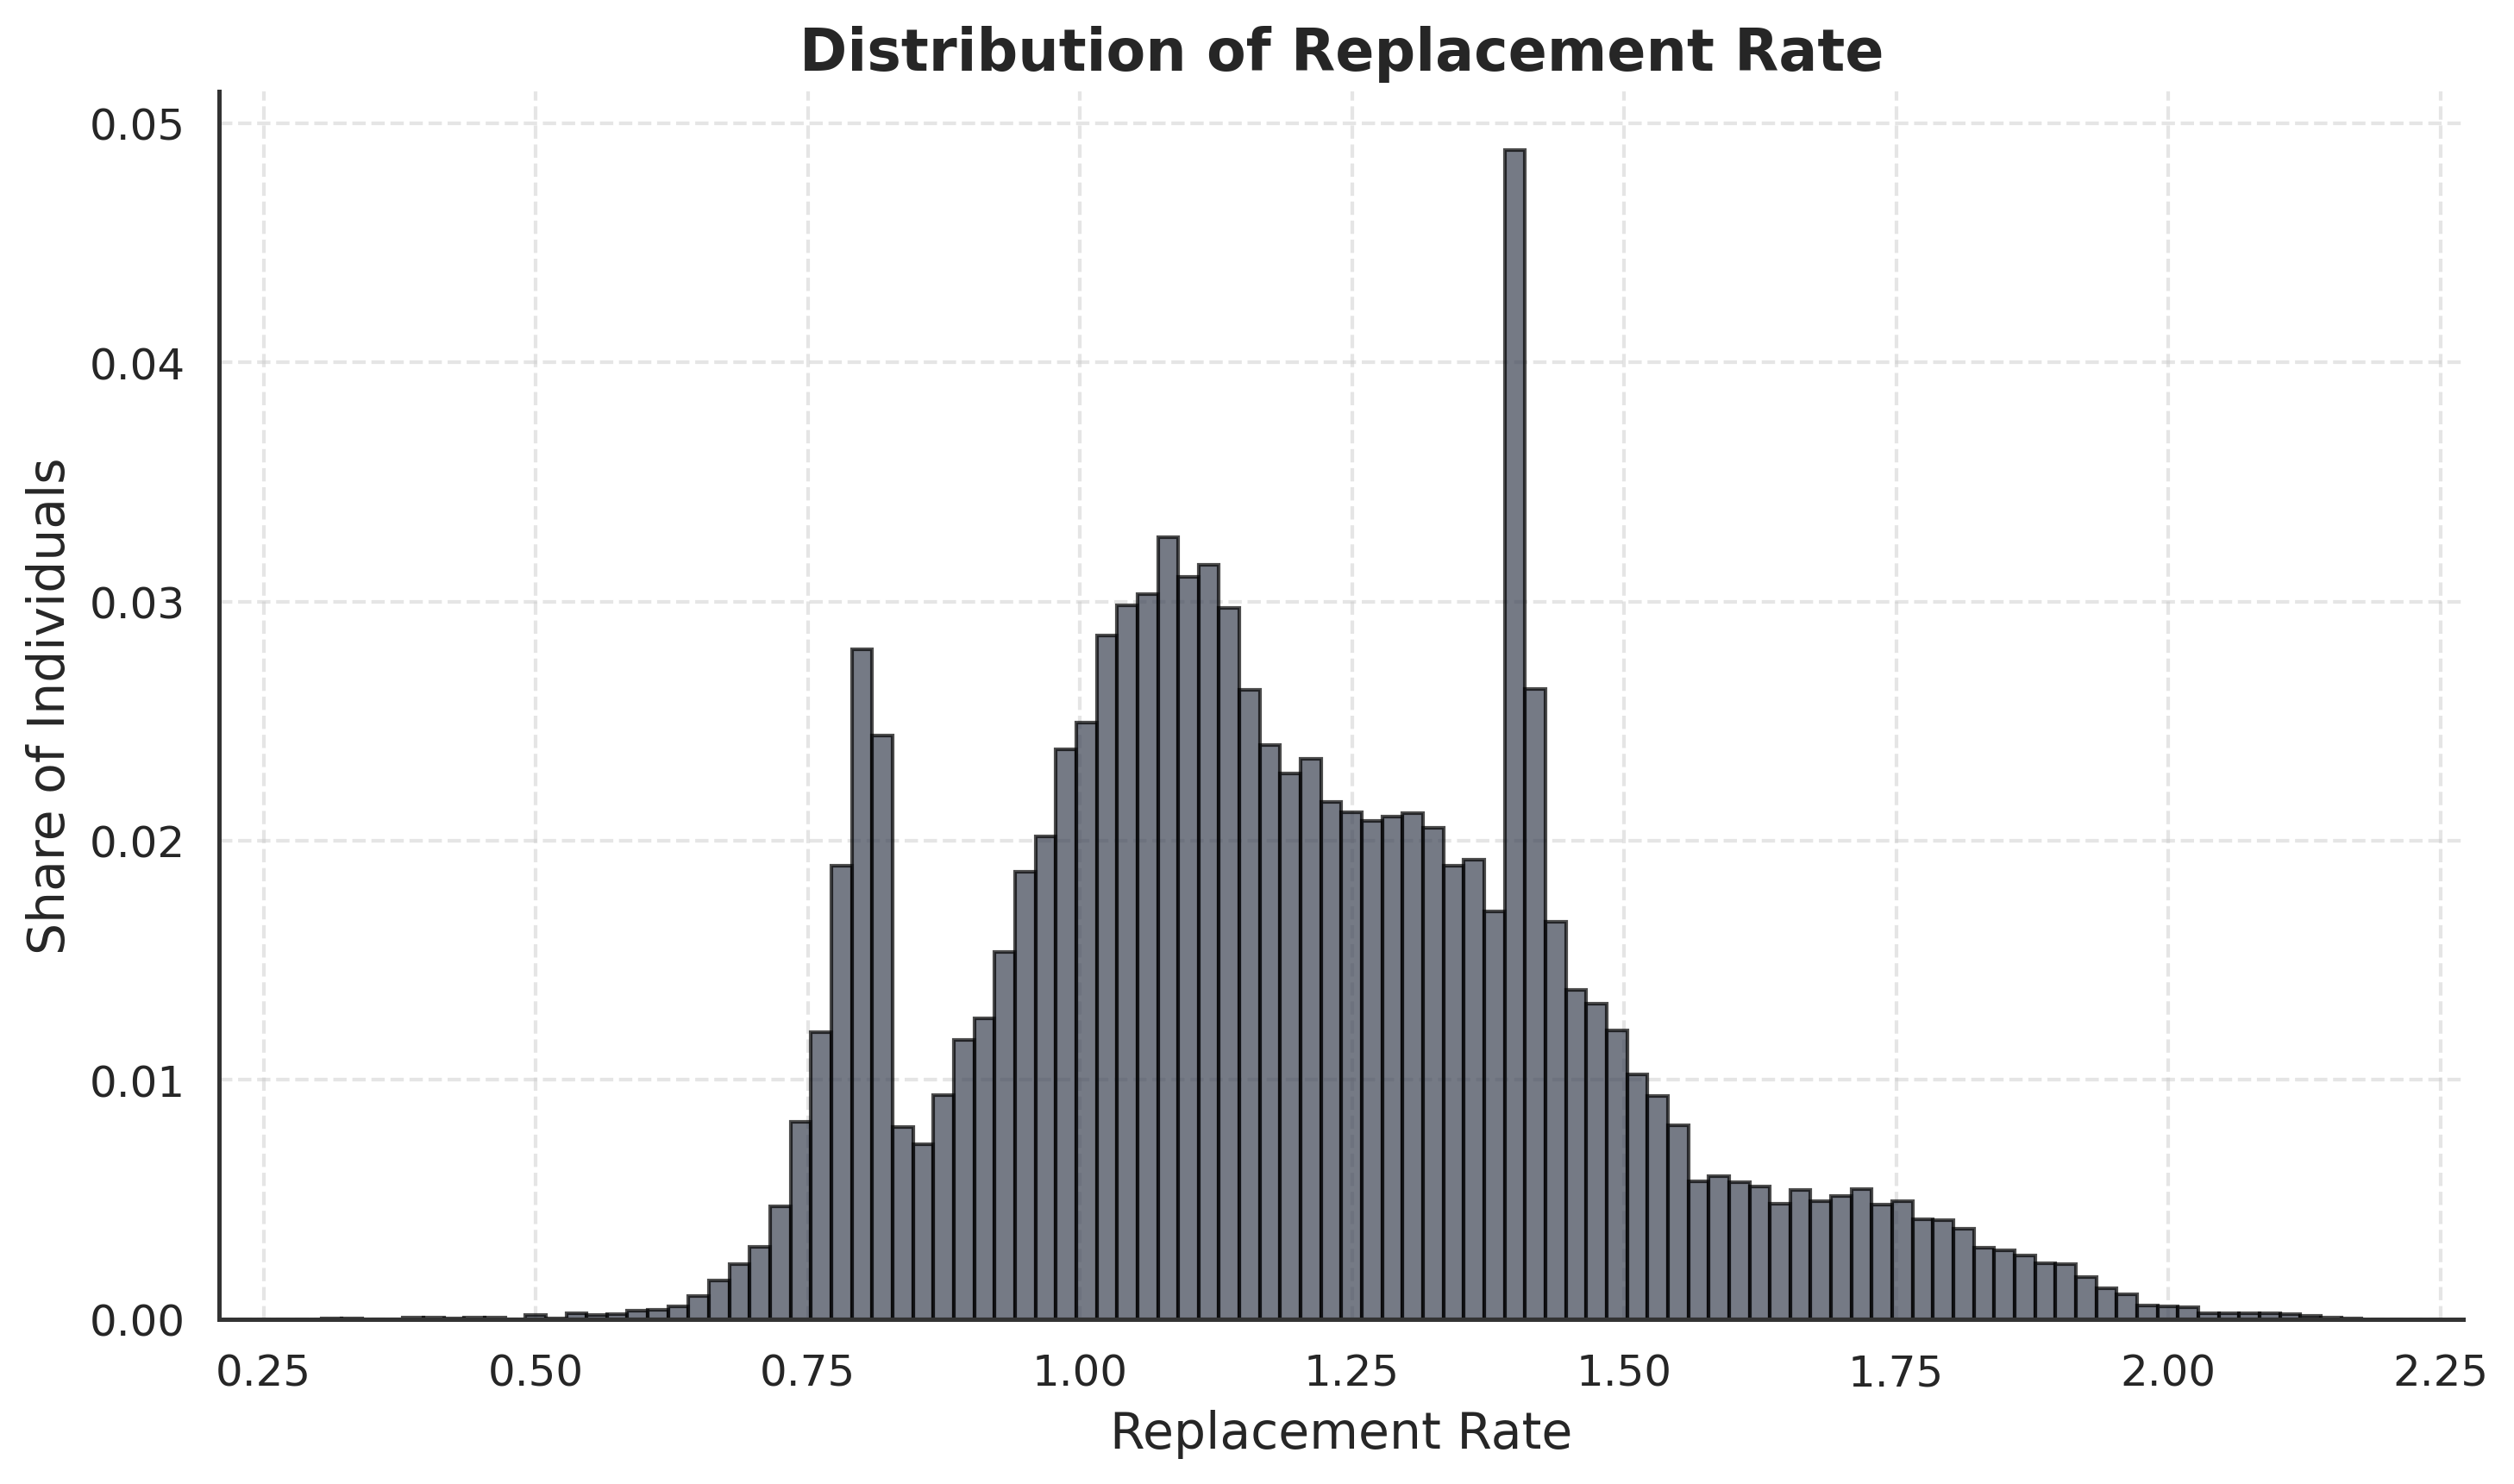 Distribution of Replacement Rate
0.05
0.04
0.03
0.02
0.01
0.00
Share of Individuals
0.25 0.50 0.75 1.00 1.25 1.50 1.75 2.00 2.25
Replacement Rate